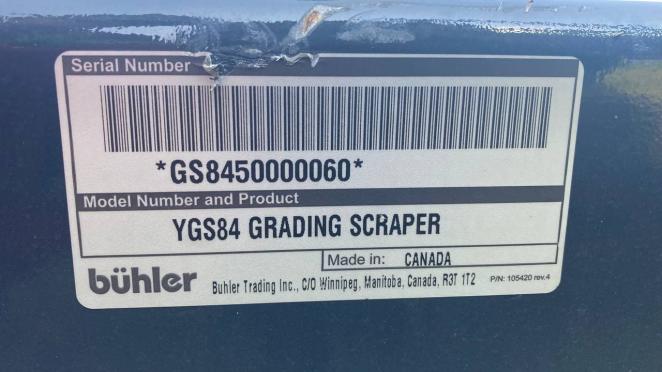 Serial Number
*GS8450000060*
Model Number and Product
YGS84 GRADING SCRAPER
Made in: CANADA
bühler
Buhler Trading Inc., C/O Winnipeg, Manitoba, Canada, R3T 1T2
P/N: 105420 rev.4